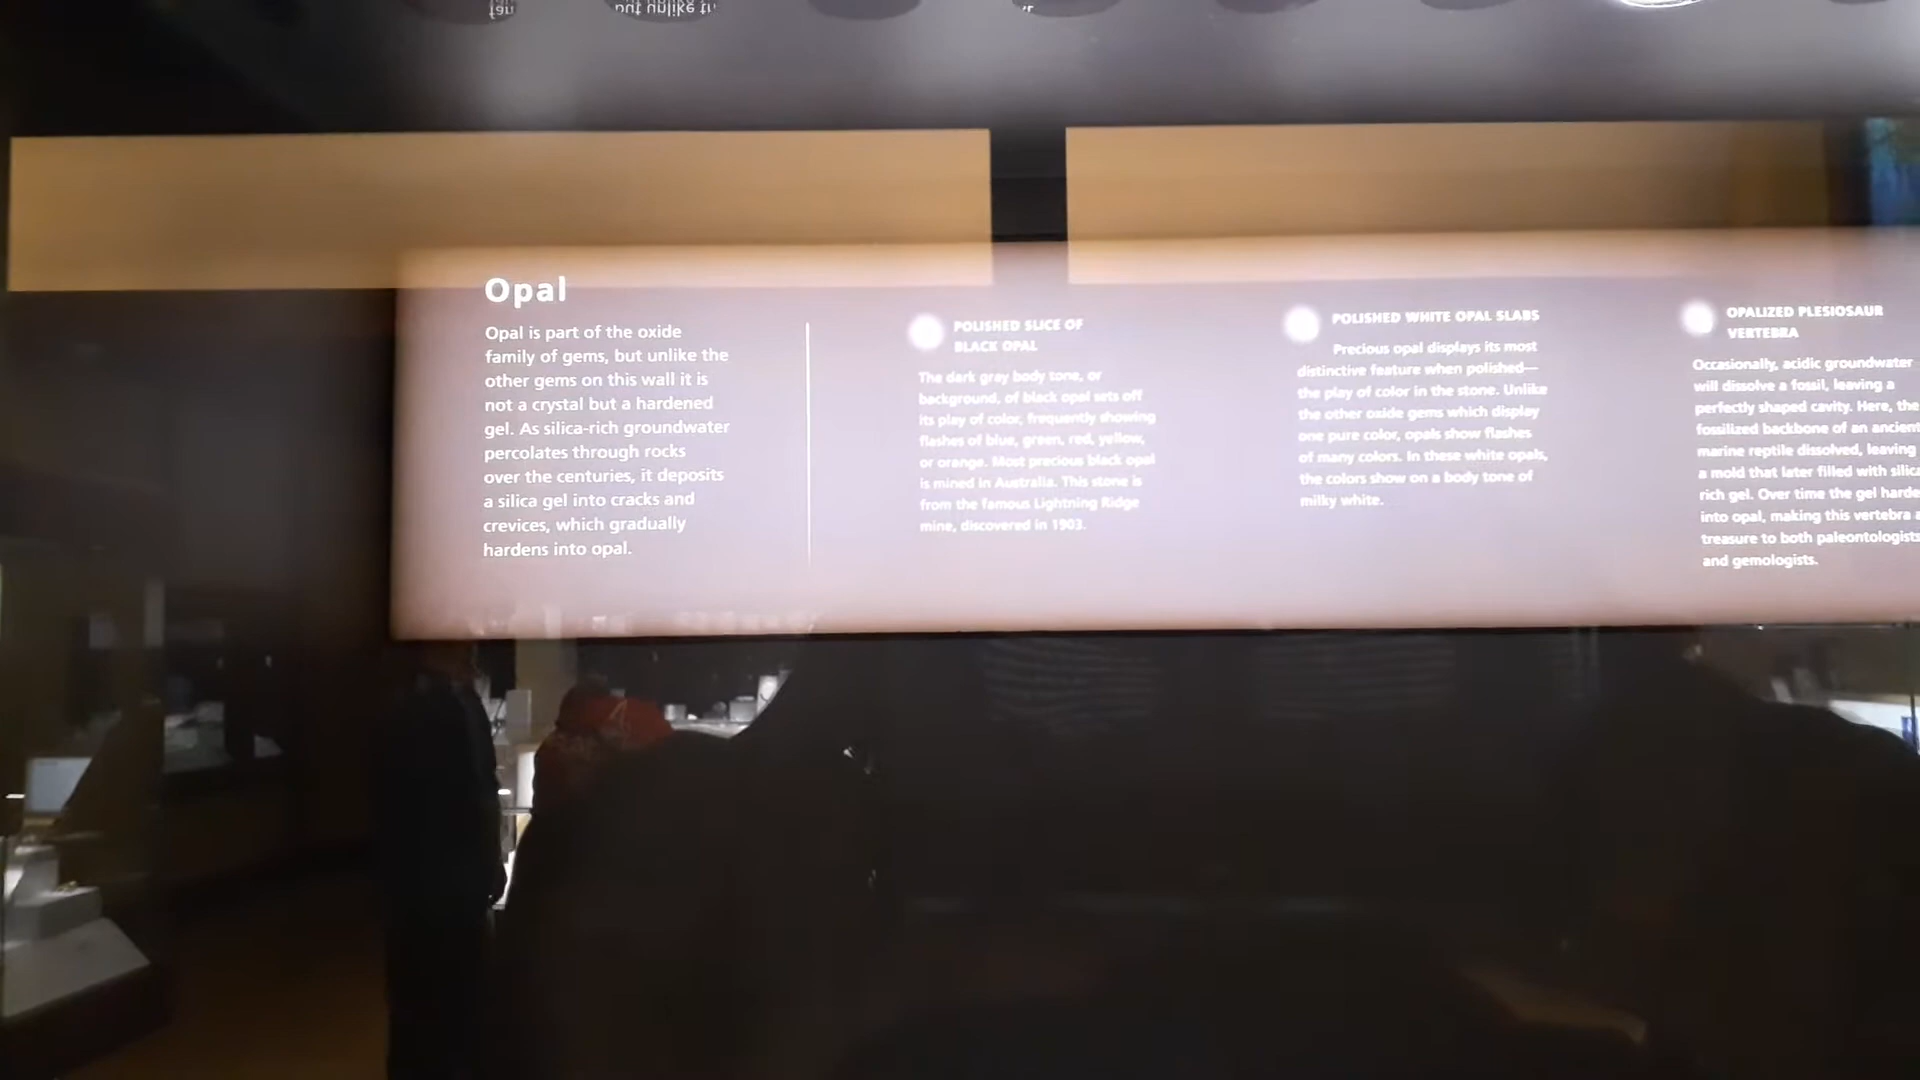 Opal
Opal is part of the oxide
family of gems, but unlike the
other gems on this wall it is
not a crystal but a hardened
gel. As silica-rich groundwater
percolates through rocks
over the centuries, it deposits
a silica gel into cracks and
crevices, which gradually
hardens into opal.
POLISHED SLICE OF
BLACK OPAL
The dark gray body tone, or
background, of black opal sets off
its play of color, frequently showing
flashes of blue, green, red, yellow,
or orange. Most precious black opal
is mined in Australia. This stone is
from the famous Lightning Ridge
mine, discovered in 1903.
POLISHED WHITE OPAL SLABS
Precious opal displays its most
distinctive feature when polished—
the play of color in the stone. Unlike
the other oxide gems which display
one pure color, opals show flashes
of many colors. In these white opals,
the colors show on a body tone of
milky white.
OPALIZED PLESIOSAUR
VERTEBRA
Occasionally, acidic groundwater
will dissolve a fossil, leaving a
perfectly shaped cavity. Here, the
fossilized backbone of an ancient
marine reptile dissolved, leaving
a mold that later filled with silica
rich gel. Over time the gel harde
into opal, making this vertebra a
treasure to both paleontologists
and gemologists.